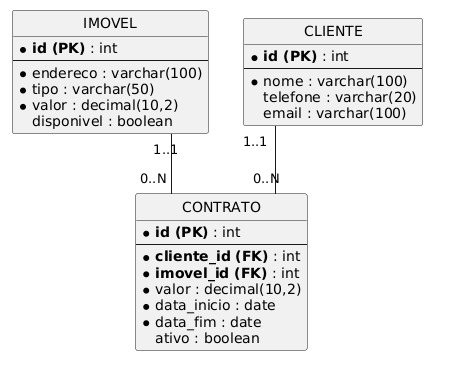 IMOVEL
id (PK) : int
endereco : varchar(100)
tipo : varchar(50)
valor : decimal(10,2)
disponivel : boolean
CLIENTE
id (PK) : int
nome : varchar(100)
telefone : varchar(20)
email : varchar(100)
1..1
1..1
0..N
0..N
CONTRATO
id (PK) : int
cliente_id (FK) : int
imovel_id (FK) : int
valor : decimal(10,2)
data_inicio : date
data_fim : date
ativo : boolean